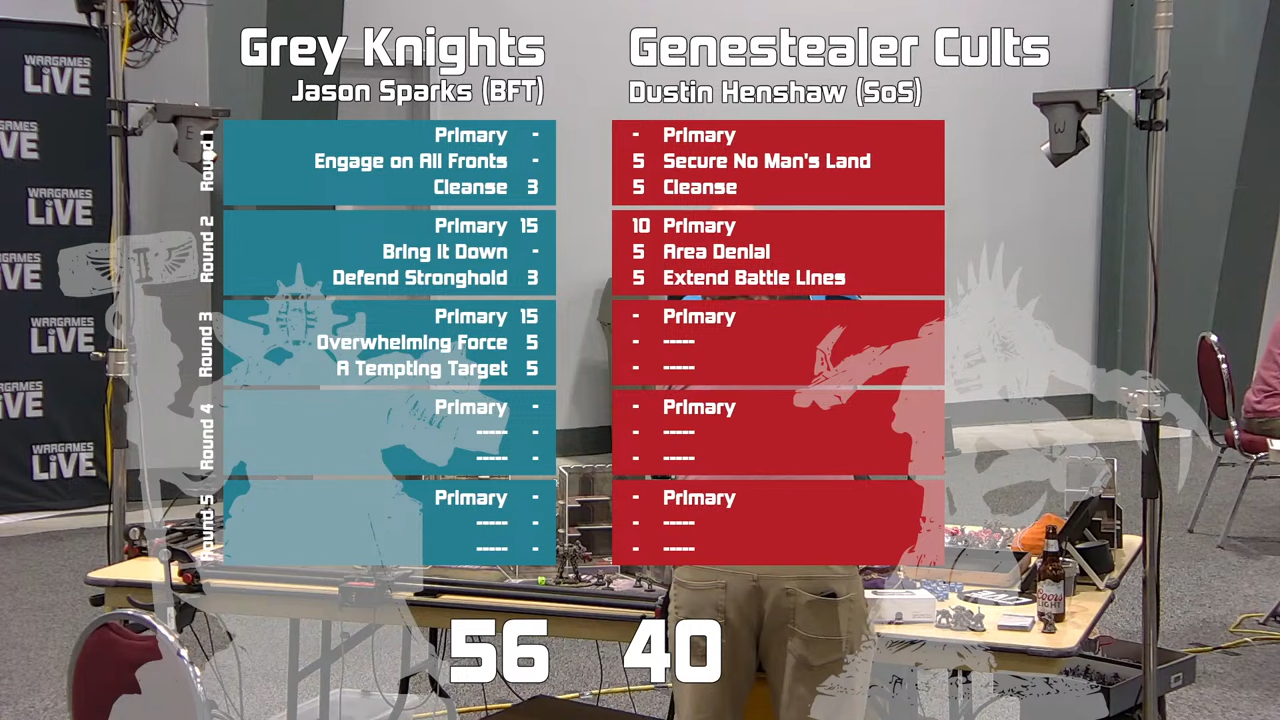 Grey Knights
Jason Sparks (BFT)
Genestealer Cults
Dustin Henshaw (SoS)
Round 1
Primary -
Engage on All Fronts -
Cleanse 3
- Primary
5 Secure No Man's Land
5 Cleanse
Round 2
Primary 15
Bring It Down -
Defend Stronghold 3
10 Primary
5 Area Denial
5 Extend Battle Lines
Round 3
Primary 15
Overwhelming Force 5
A Tempting Target 5
- Primary
- -----
- -----
Round 4
Primary -
----- -
----- -
- Primary
- -----
- -----
Round 5
Primary -
----- -
----- -
- Primary
- -----
- -----
56 40
WARGAMES
LIVE
WARGAMES
LIVE
WARGAMES
LIVE
WARGAMES
LIVE
E
W
Coors
LIGHT